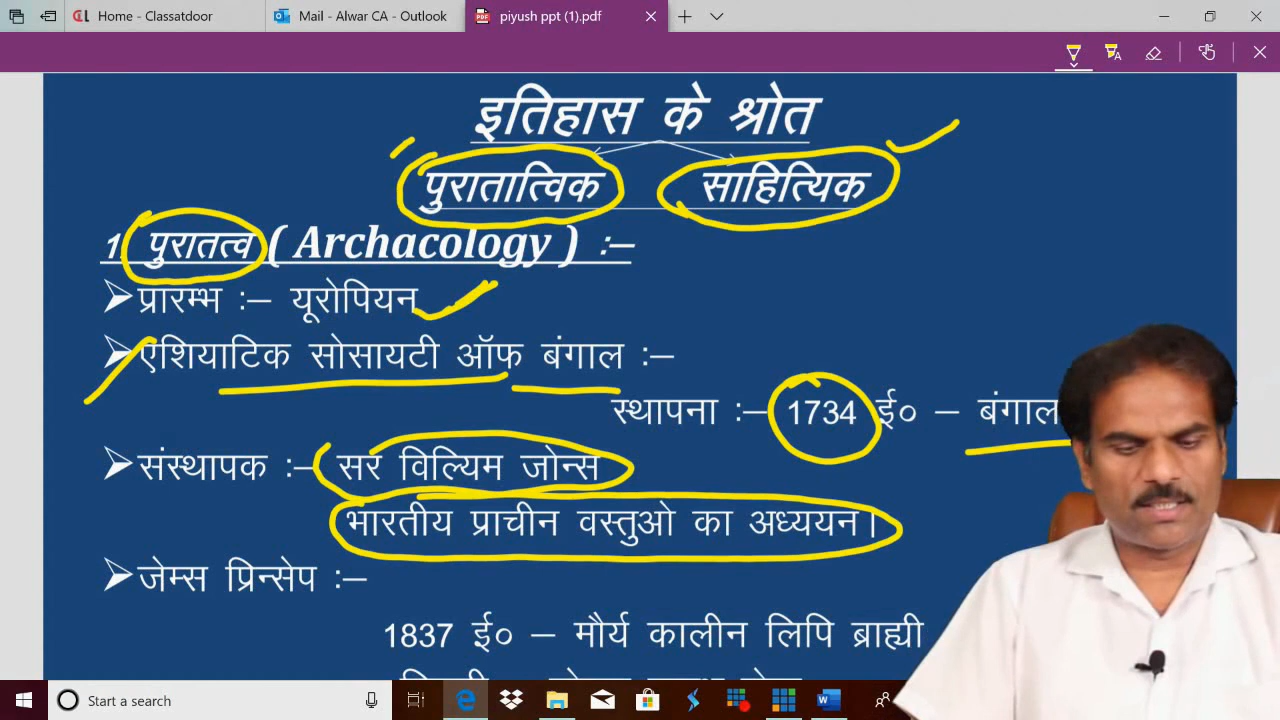 Home - Classatdoor
Mail - Alwar CA - Outlook
piyush ppt (1).pdf
इतिहास के श्रोत
पुरातात्विक साहित्यिक
1. पुरातत्व ( Archacology ) :–
प्रारम्भ :– यूरोपियन
एशियाटिक सोसायटी ऑफ बंगाल :–
स्थापना :– 1734 ई० – बंगाल
संस्थापक :– सर विल्यिम जोन्स
भारतीय प्राचीन वस्तुओ का अध्ययन।
जेम्स प्रिन्सेप :–
1837 ई० – मौर्य कालीन लिपि ब्राह्यी
Start a search